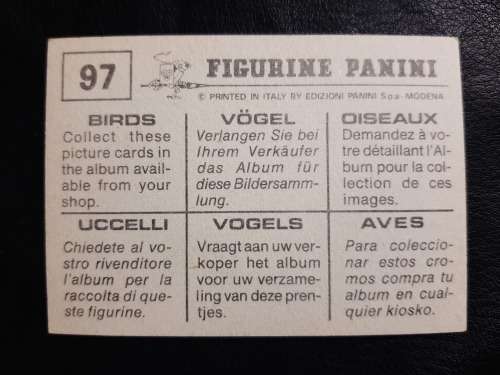 97
FIGURINE PANINI
© PRINTED IN ITALY BY EDIZIONI PANINI S.p.a - MODENA
BIRDS
Collect these
picture cards in
the album avail-
able from your
shop.
VÖGEL
Verlangen Sie bei
Ihrem Verkäufer
das Album für
diese Bildersamm-
lung.
OISEAUX
Demandez à vo-
tre détaillant l'Al-
bum pour la col-
lection de ces
images.
UCCELLI
Chiedete al vo-
stro rivenditore
l'album per la
raccolta di que-
ste figurine.
VOGELS
Vraagt aan uw ver-
koper het album
voor uw verzame-
ling van deze pren-
tjes.
AVES
Para coleccio-
nar estos cro-
mos compra tu
album en cual-
quier kiosko.